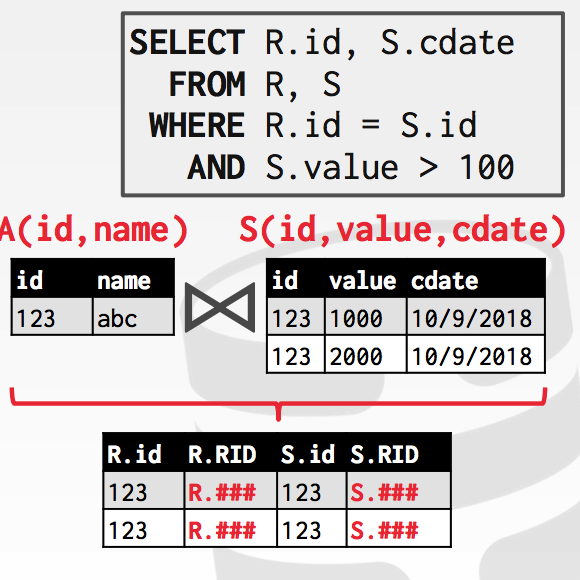 SELECT R.id, S.cdate
FROM R, S
WHERE R.id = S.id
AND S.value > 100
A(id,name) S(id,value,cdate)
id name
123 abc
id value cdate
123 1000 10/9/2018
123 2000 10/9/2018
R.id R.RID S.id S.RID
123 R.### 123 S.###
123 R.### 123 S.###